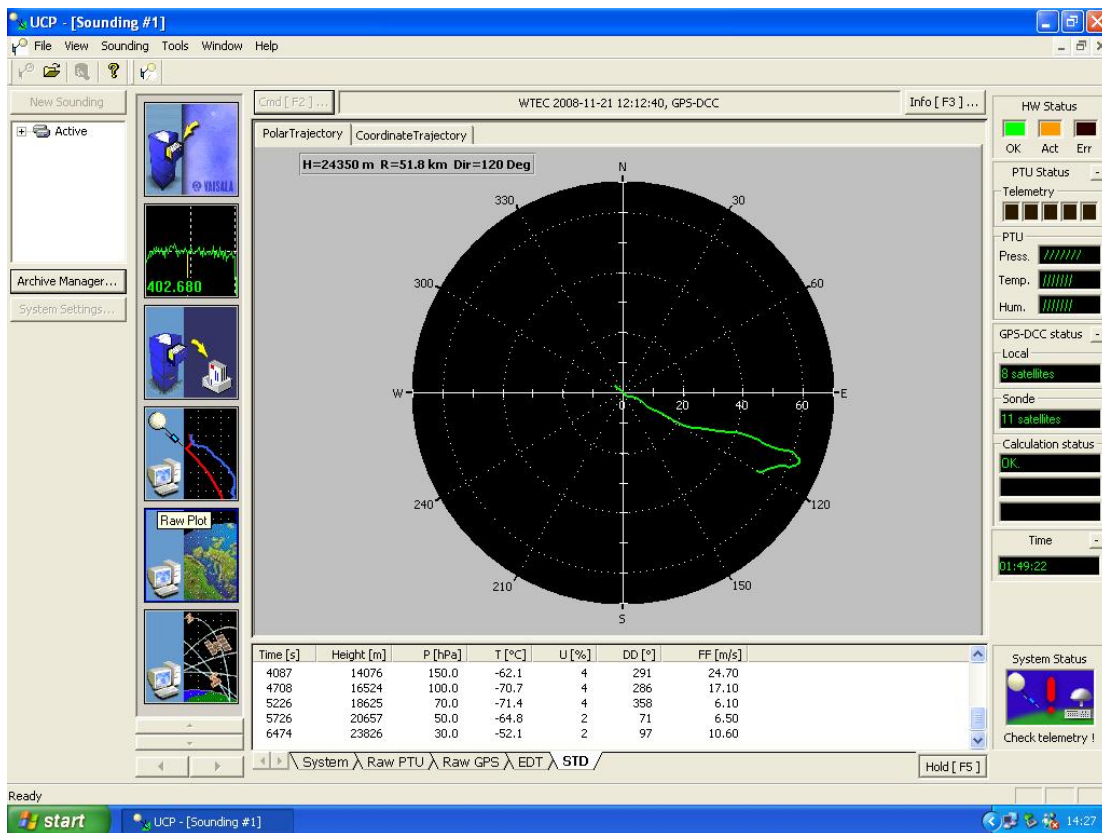 UCP - [Sounding #1]
File View Sounding Tools Window Help
New Sounding
Active
Archive Manager...
System Settings...
@ VAISALA
402.680
Raw Plot
Cmd [ F2 ] ...
WTEC 2008-11-21 12:12:40, GPS-DCC
Info [ F3 ] ...
PolarTrajectory CoordinateTrajectory
H=24350 m R=51.8 km Dir=120 Deg
N
330 30
300 60
W 0 20 40 60 E
240 120
210 150
S
Time [s] Height [m] P [hPa] T [°C] U [%] DD [°] FF [m/s]
4087 14076 150.0 -62.1 4 291 24.70
4708 16524 100.0 -70.7 4 286 17.10
5226 18625 70.0 -71.4 4 358 6.10
5726 20657 50.0 -64.8 2 71 6.50
6474 23826 30.0 -52.1 2 97 10.60
System Raw PTU Raw GPS EDT STD
Hold [ F5 ]
HW Status
OK Act Err
PTU Status -
Telemetry
PTU
Press. ///////
Temp. //////
Hum. //////
GPS-DCC status -
Local
8 satellites
Sonde
11 satellites
Calculation status
OK.
Time -
01:49:22
System Status
Check telemetry !
Ready
start
UCP - [Sounding #1]
14:27